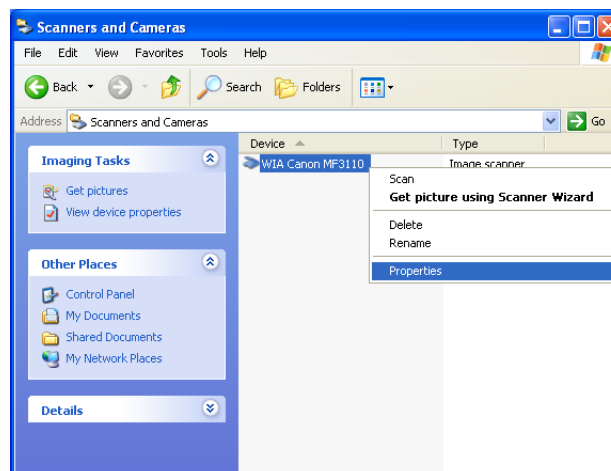 Scanners and Cameras
File Edit View Favorites Tools Help
Back Search Folders
Address Scanners and Cameras Go
Imaging Tasks
Get pictures
View device properties
Other Places
Control Panel
My Documents
Shared Documents
My Network Places
Details
Device Type
WIA Canon MF3110 Image scanner
Scan
Get picture using Scanner Wizard
Delete
Rename
Properties